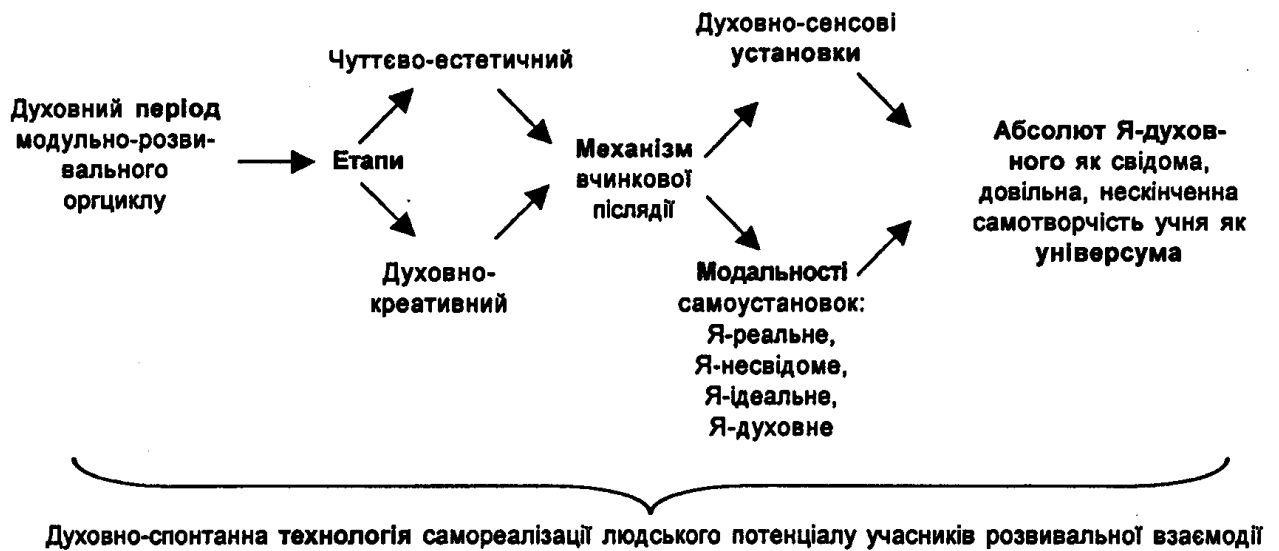 Духовний період
модульно-розви-
вального
оргциклу
Етапи
Чуттєво-естетичний
Духовно-
креативний
Механізм
вчинкової
післядії
Духовно-сенсові
установки
Модальності
самоустановок:
Я-реальне,
Я-несвідоме,
Я-ідеальне,
Я-духовне
Абсолют Я-духов-
ного як свідома,
довільна, нескінченна
самотворчість учня як
універсума
Духовно-спонтанна технологія самореалізації людського потенціалу учасників розвивальної взаємодії